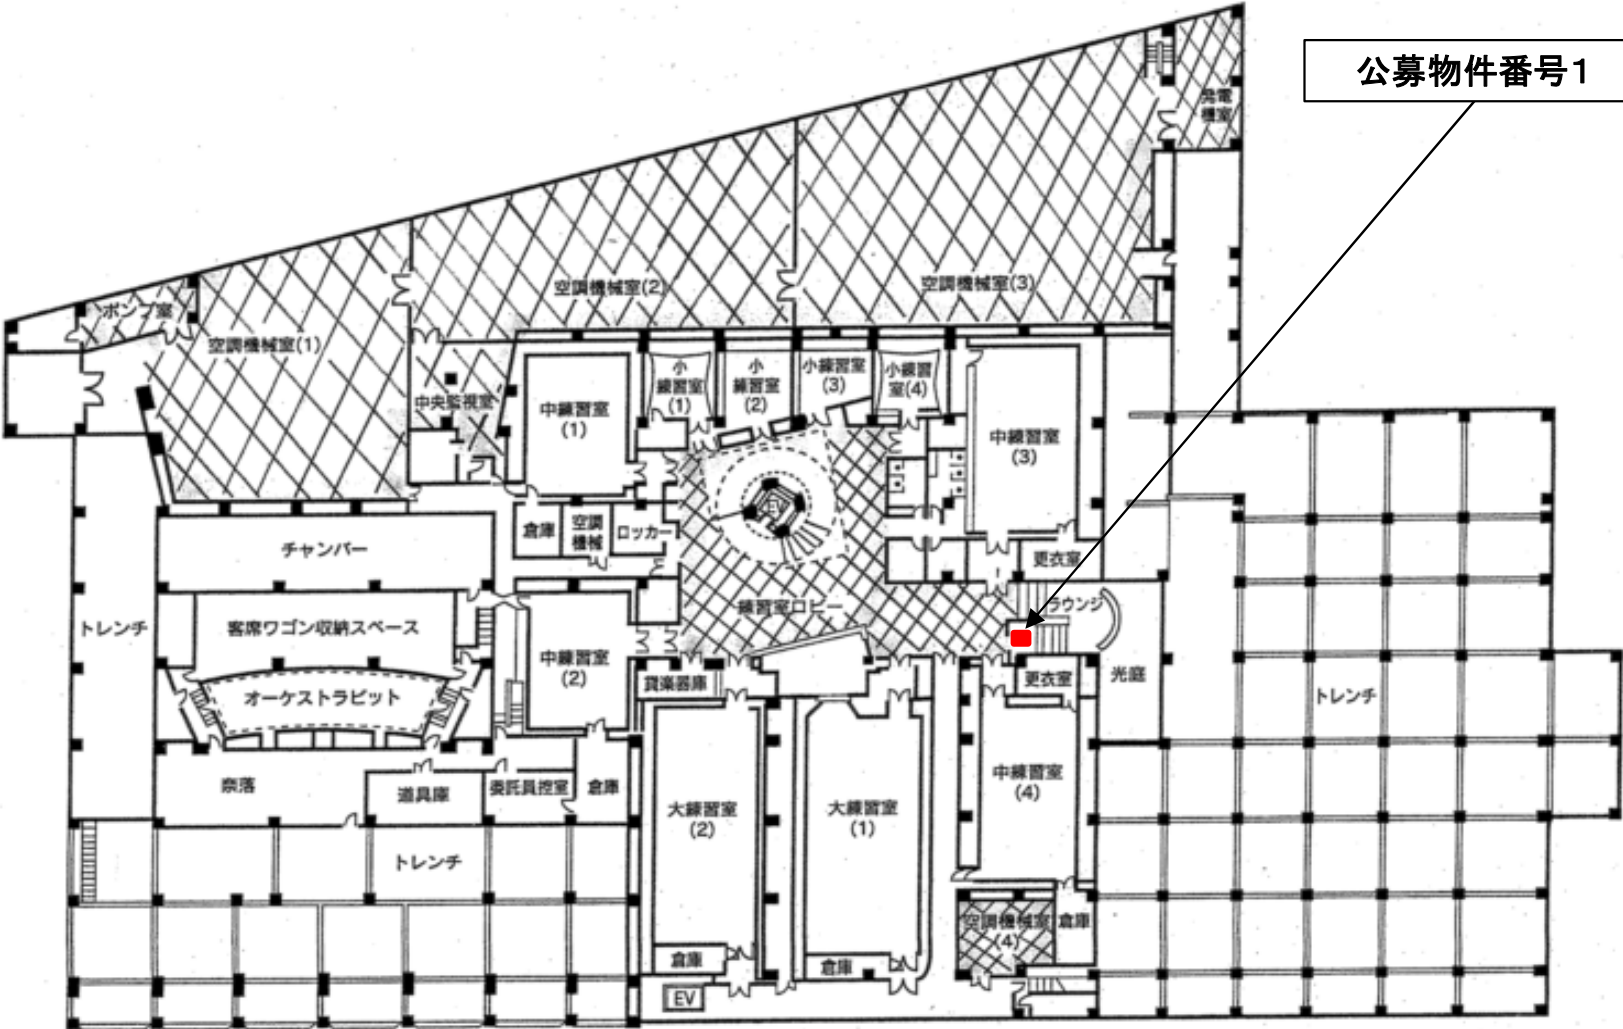 公募物件番号1
発電
機室
空調機械室(3)
空調機械室(2)
ポンプ室
空調機械室(1)
中央監視室
中練習室
(1)
小
練習室
(1)
小
練習室
(2)
小練習室
(3)
小練習
室(4)
中練習室
(3)
EV
倉庫
空調
機械
ロッカー
チャンバー
更衣室
練習室ロビー
ラウンジ
トレンチ
客席ワゴン収納スペース
中練習室
(2)
オーケストラピット
貸楽器庫
更衣室
光庭
トレンチ
奈落
道具庫
委託員控室
倉庫
大練習室
(2)
大練習室
(1)
中練習室
(4)
トレンチ
空調機械室
(4)
倉庫
倉庫
倉庫
EV